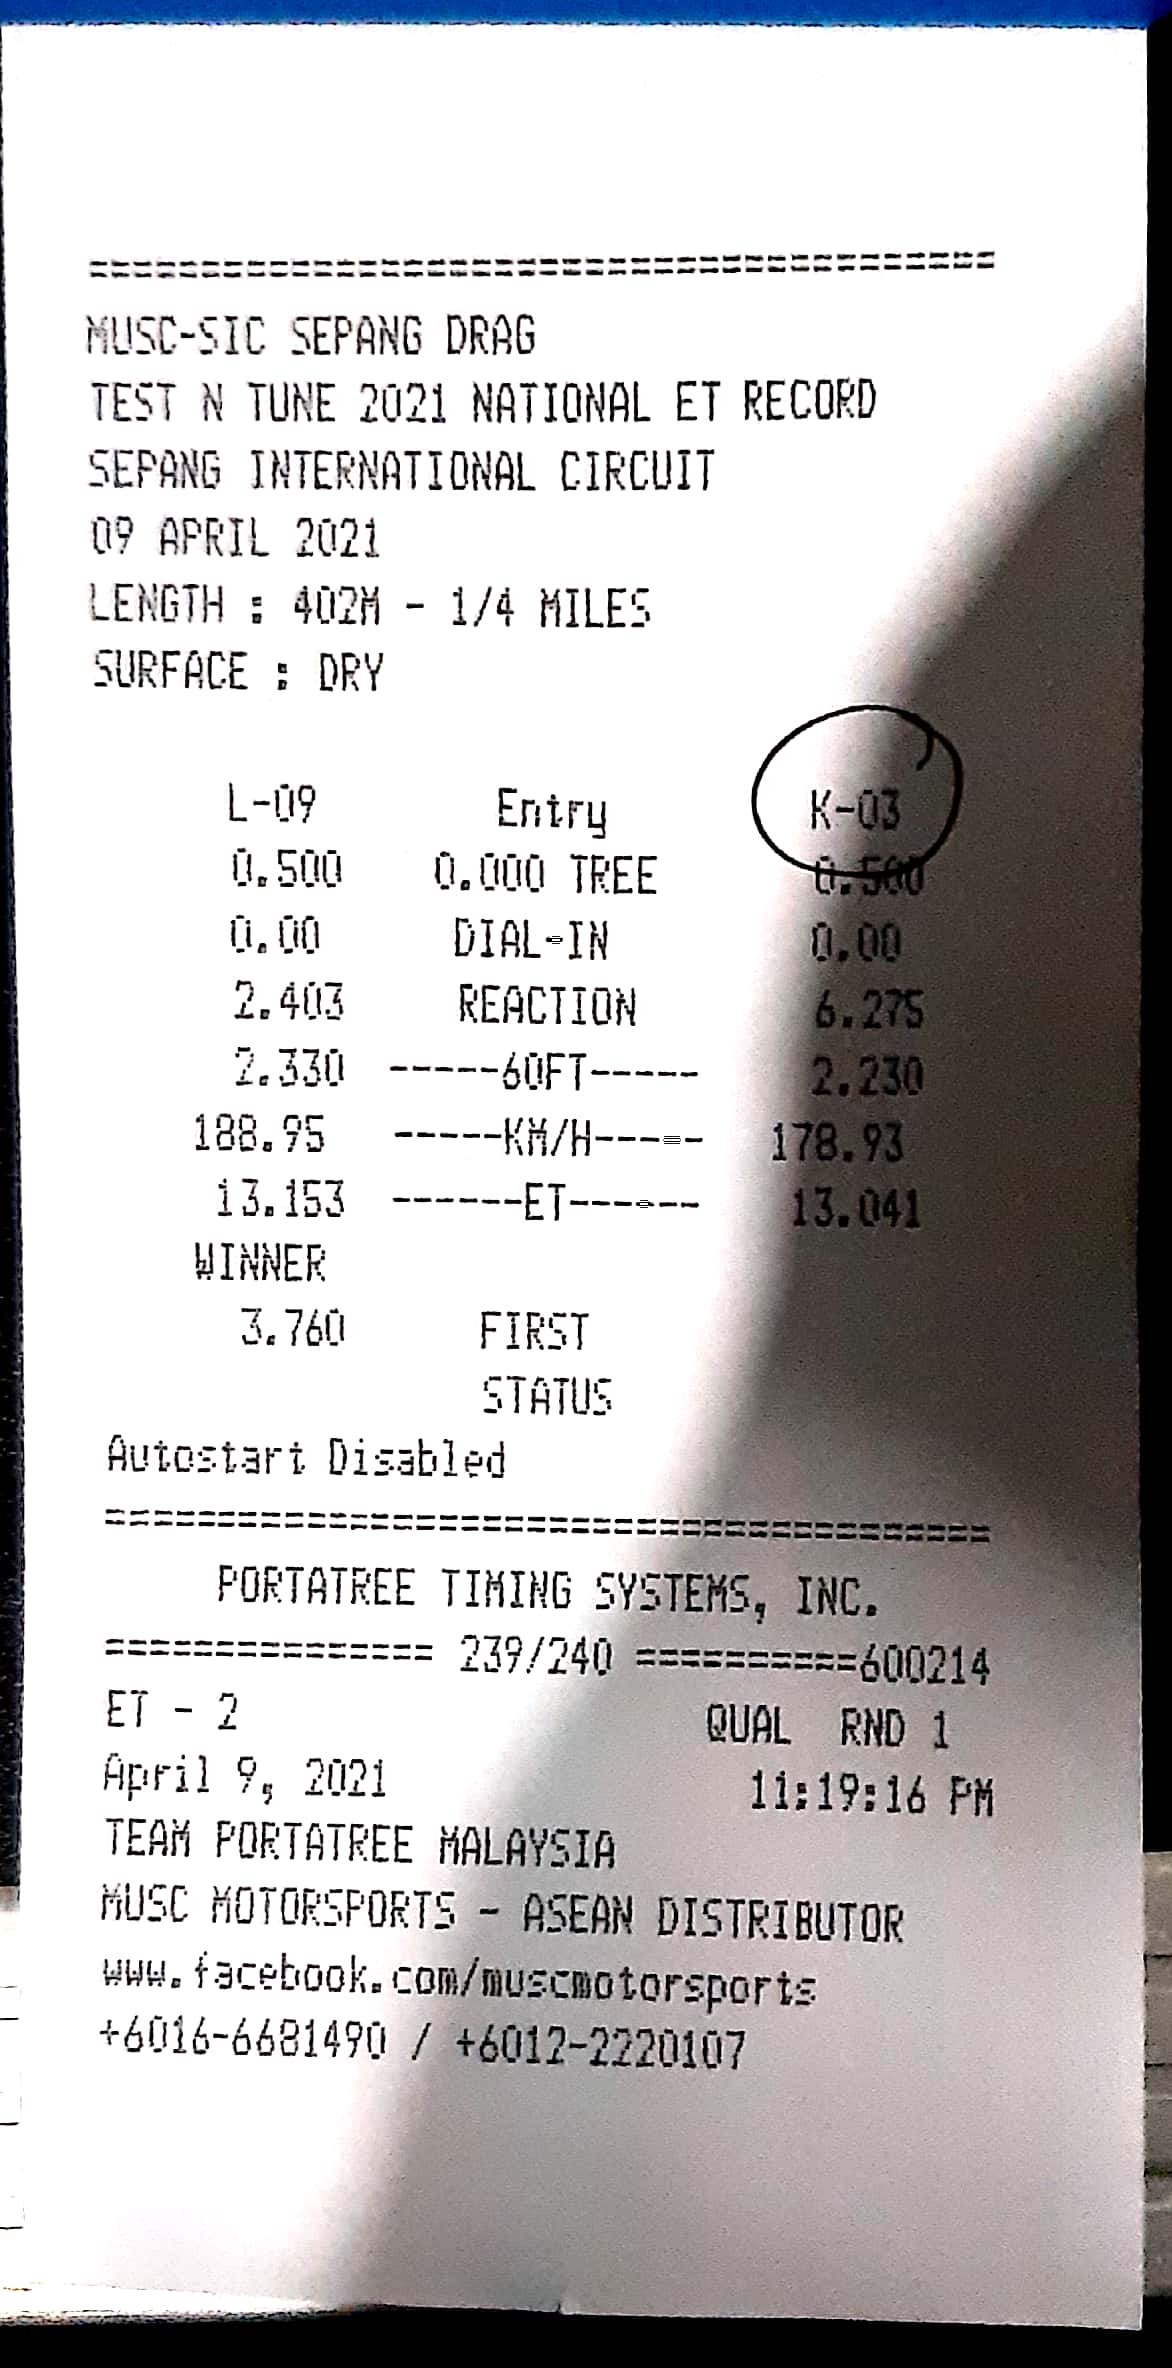 ========================================
MUSC-SIC SEPANG DRAG
TEST N TUNE 2021 NATIONAL ET RECORD
SEPANG INTERNATIONAL CIRCUIT
09 APRIL 2021
LENGTH : 402M - 1/4 MILES
SURFACE : DRY
L-09 Entry K-03
0.500 0.000 TREE 0.500
0.00 DIAL-IN 0.00
2.403 REACTION 6.275
2.330 -----60FT----- 2.230
188.95 -----KM/H----- 178.93
13.153 ------ET------ 13.041
WINNER
3.760 FIRST
STATUS
Autostart Disabled
========================================
PORTATREE TIMING SYSTEMS, INC.
=============== 239/240 ==========600214
ET - 2 QUAL RND 1
April 9, 2021 11:19:16 PM
TEAM PORTATREE MALAYSIA
MUSC MOTORSPORTS - ASEAN DISTRIBUTOR
www.facebook.com/muscmotorsports
+6016-6681490 / +6012-2220107